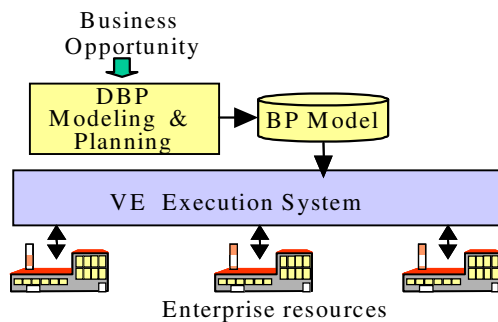 Business
Opportunity
DBP
Modeling & 
Planning
BP Model
VE Execution System
Enterprise resources